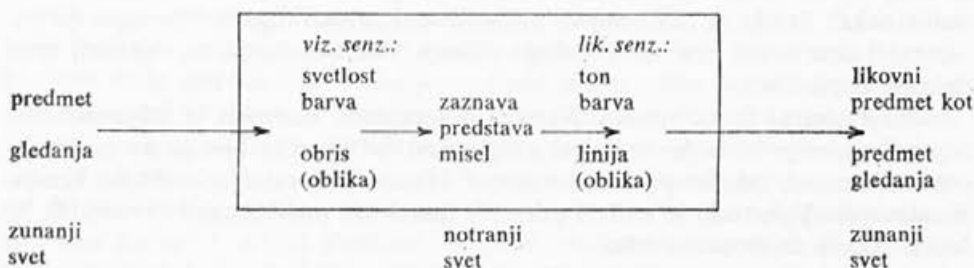 viz. senz.: lik. senz.:
svetlost ton likovni
predmet barva zaznava barva predmet kot
predstava
gledanja obris misel linija predmet
(oblika) (oblika) gledanja
zunanji notranji zunanji
svet svet svet